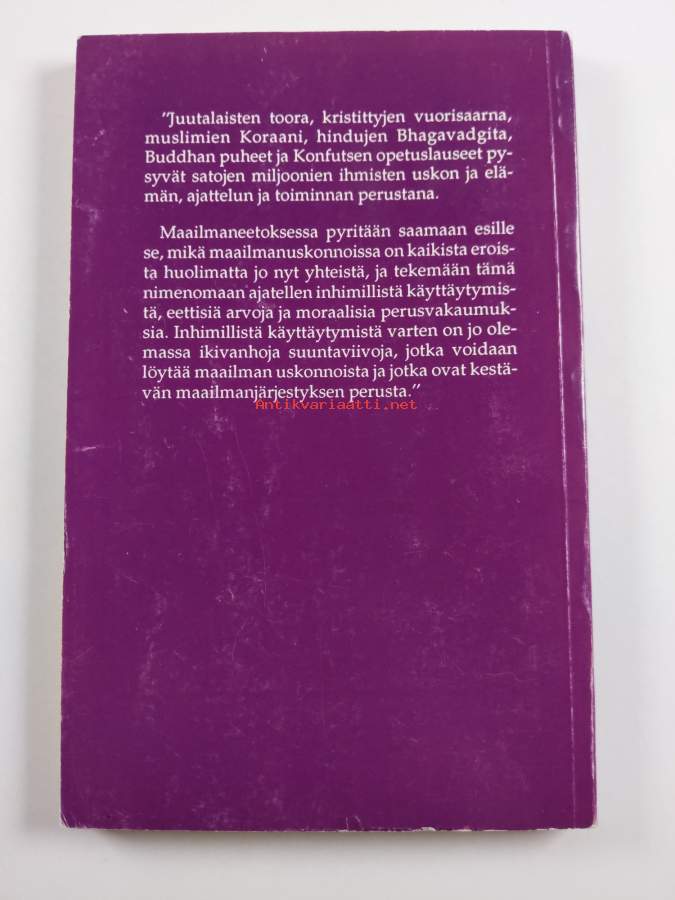 "Juutalaisten toora, kristittyjen vuorisaarna,
muslimien Koraani, hindujen Bhagavadgita,
Buddhan puheet ja Konfutsen opetuslauseet py-
syvät satojen miljoonien ihmisten uskon ja elä-
män, ajattelun ja toiminnan perustana.
Maailmaneetoksessa pyritään saamaan esille
se, mikä maailmanuskonnoissa on kaikista erois-
ta huolimatta jo nyt yhteistä, ja tekemään tämä
nimenomaan ajatellen inhimillistä käyttäytymis-
tä, eettisiä arvoja ja moraalisia perusvakaumuk-
sia. Inhimillistä käyttäytymistä varten on jo ole-
massa ikivanhoja suuntaviivoja, jotka voidaan
löytää maailman uskonnoista ja jotka ovat kestä-
vän maailmanjärjestyksen perusta."
Antikvariaatti.net